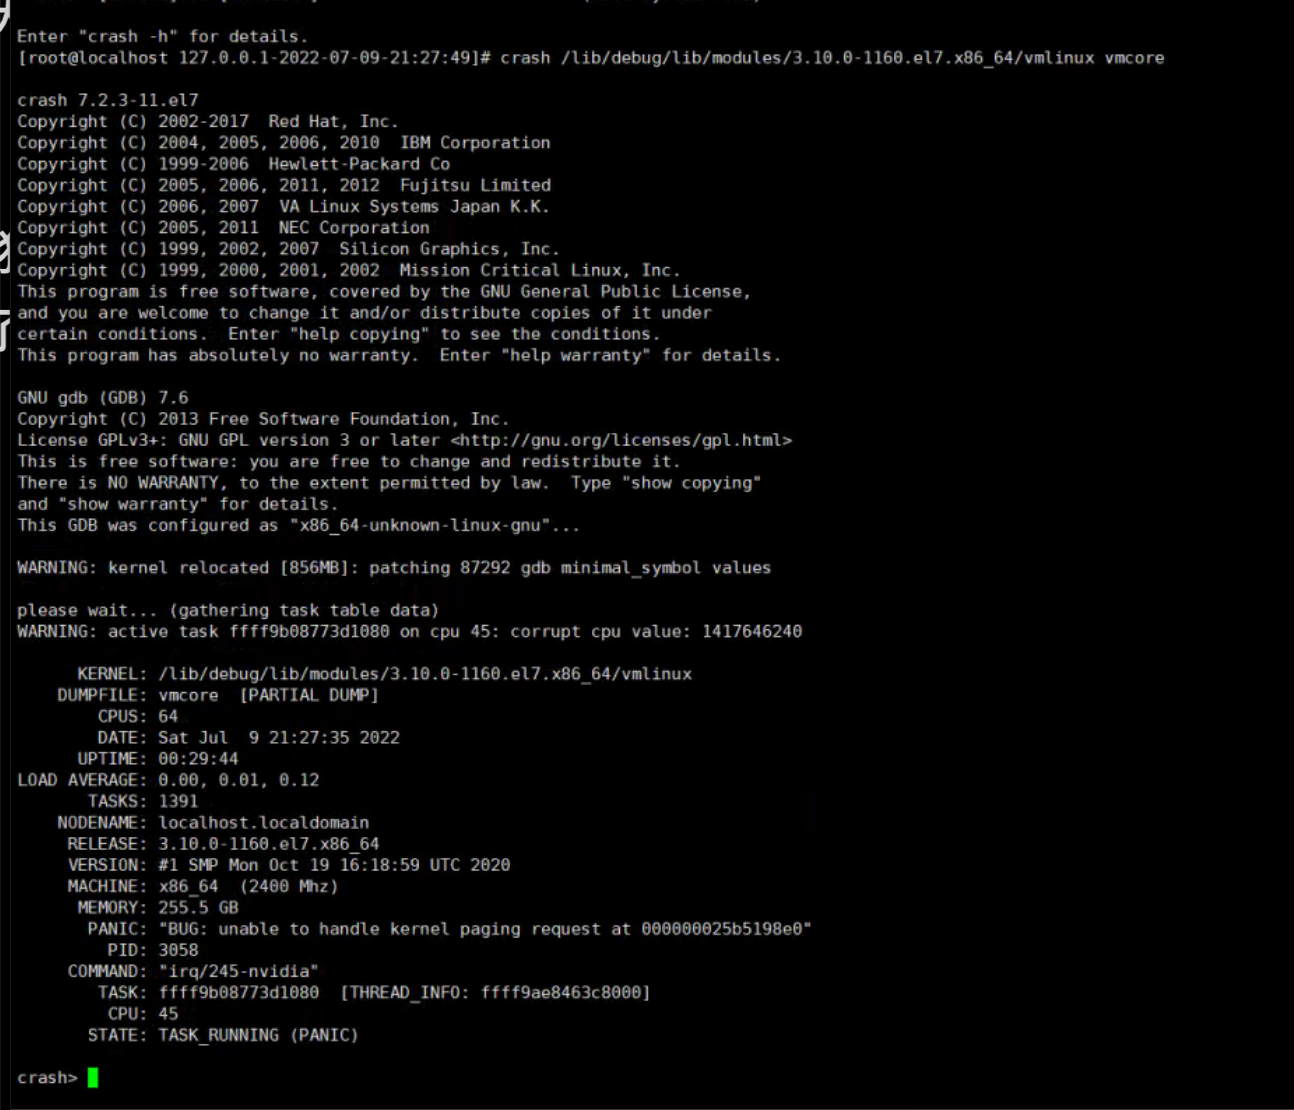 Enter "crash -h" for details.
[root@localhost 127.0.0.1-2022-07-09-21:27:49]# crash /lib/debug/lib/modules/3.10.0-1160.el7.x86_64/vmlinux vmcore
crash 7.2.3-11.el7
Copyright (C) 2002-2017  Red Hat, Inc.
Copyright (C) 2004, 2005, 2006, 2010  IBM Corporation
Copyright (C) 1999-2006  Hewlett-Packard Co
Copyright (C) 2005, 2006, 2011, 2012  Fujitsu Limited
Copyright (C) 2006, 2007  VA Linux Systems Japan K.K.
Copyright (C) 2005, 2011  NEC Corporation
Copyright (C) 1999, 2002, 2007  Silicon Graphics, Inc.
Copyright (C) 1999, 2000, 2001, 2002  Mission Critical Linux, Inc.
This program is free software, covered by the GNU General Public License,
and you are welcome to change it and/or distribute copies of it under
certain conditions.  Enter "help copying" to see the conditions.
This program has absolutely no warranty.  Enter "help warranty" for details.
GNU gdb (GDB) 7.6
Copyright (C) 2013 Free Software Foundation, Inc.
License GPLv3+: GNU GPL version 3 or later <http://gnu.org/licenses/gpl.html>
This is free software: you are free to change and redistribute it.
There is NO WARRANTY, to the extent permitted by law.  Type "show copying"
and "show warranty" for details.
This GDB was configured as "x86_64-unknown-linux-gnu"...
WARNING: kernel relocated [856MB]: patching 87292 gdb minimal_symbol values
please wait... (gathering task table data)
WARNING: active task ffff9b08773d1080 on cpu 45: corrupt cpu value: 1417646240
KERNEL: /lib/debug/lib/modules/3.10.0-1160.el7.x86_64/vmlinux
DUMPFILE: vmcore  [PARTIAL DUMP]
CPUS: 64
DATE: Sat Jul  9 21:27:35 2022
UPTIME: 00:29:44
LOAD AVERAGE: 0.00, 0.01, 0.12
TASKS: 1391
NODENAME: localhost.localdomain
RELEASE: 3.10.0-1160.el7.x86_64
VERSION: #1 SMP Mon Oct 19 16:18:59 UTC 2020
MACHINE: x86_64  (2400 Mhz)
MEMORY: 255.5 GB
PANIC: "BUG: unable to handle kernel paging request at 000000025b5198e0"
PID: 3058
COMMAND: "irq/245-nvidia"
TASK: ffff9b08773d1080  [THREAD_INFO: ffff9ae8463c8000]
CPU: 45
STATE: TASK_RUNNING (PANIC)
crash>